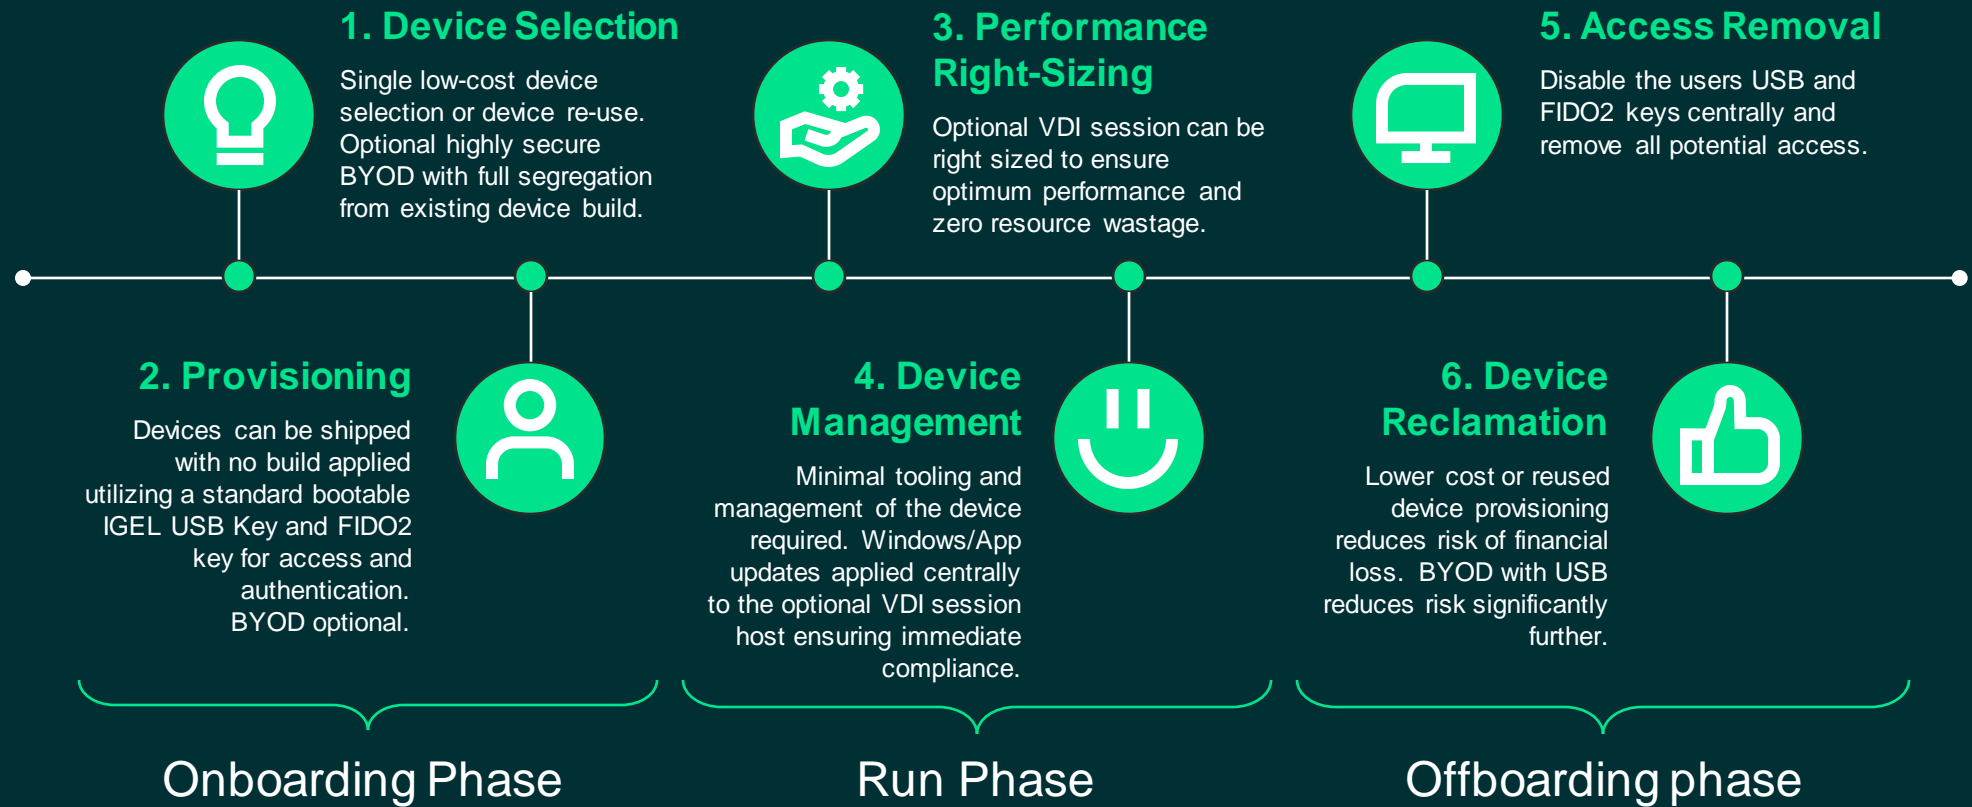 1. Device Selection
Single low-cost device
selection or device re-use.
Optional highly secure
BYOD with full segregation
from existing device build.
2. Provisioning
Devices can be shipped
with no build applied
utilizing a standard bootable
IGEL USB Key and FIDO2
key for access and
authentication.
BYOD optional.
3. Performance
Right-Sizing
Optional VDI session can be
right sized to ensure
optimum performance and
zero resource wastage.
4. Device
Management
Minimal tooling and
management of the device
required. Windows/App
updates applied centrally
to the optional VDI session
host ensuring immediate
compliance.
5. Access Removal
Disable the users USB and
FIDO2 keys centrally and
remove all potential access.
6. Device
Reclamation
Lower cost or reused
device provisioning
reduces risk of financial
loss. BYOD with USB
reduces risk significantly
further.
Onboarding Phase
Run Phase
Offboarding phase